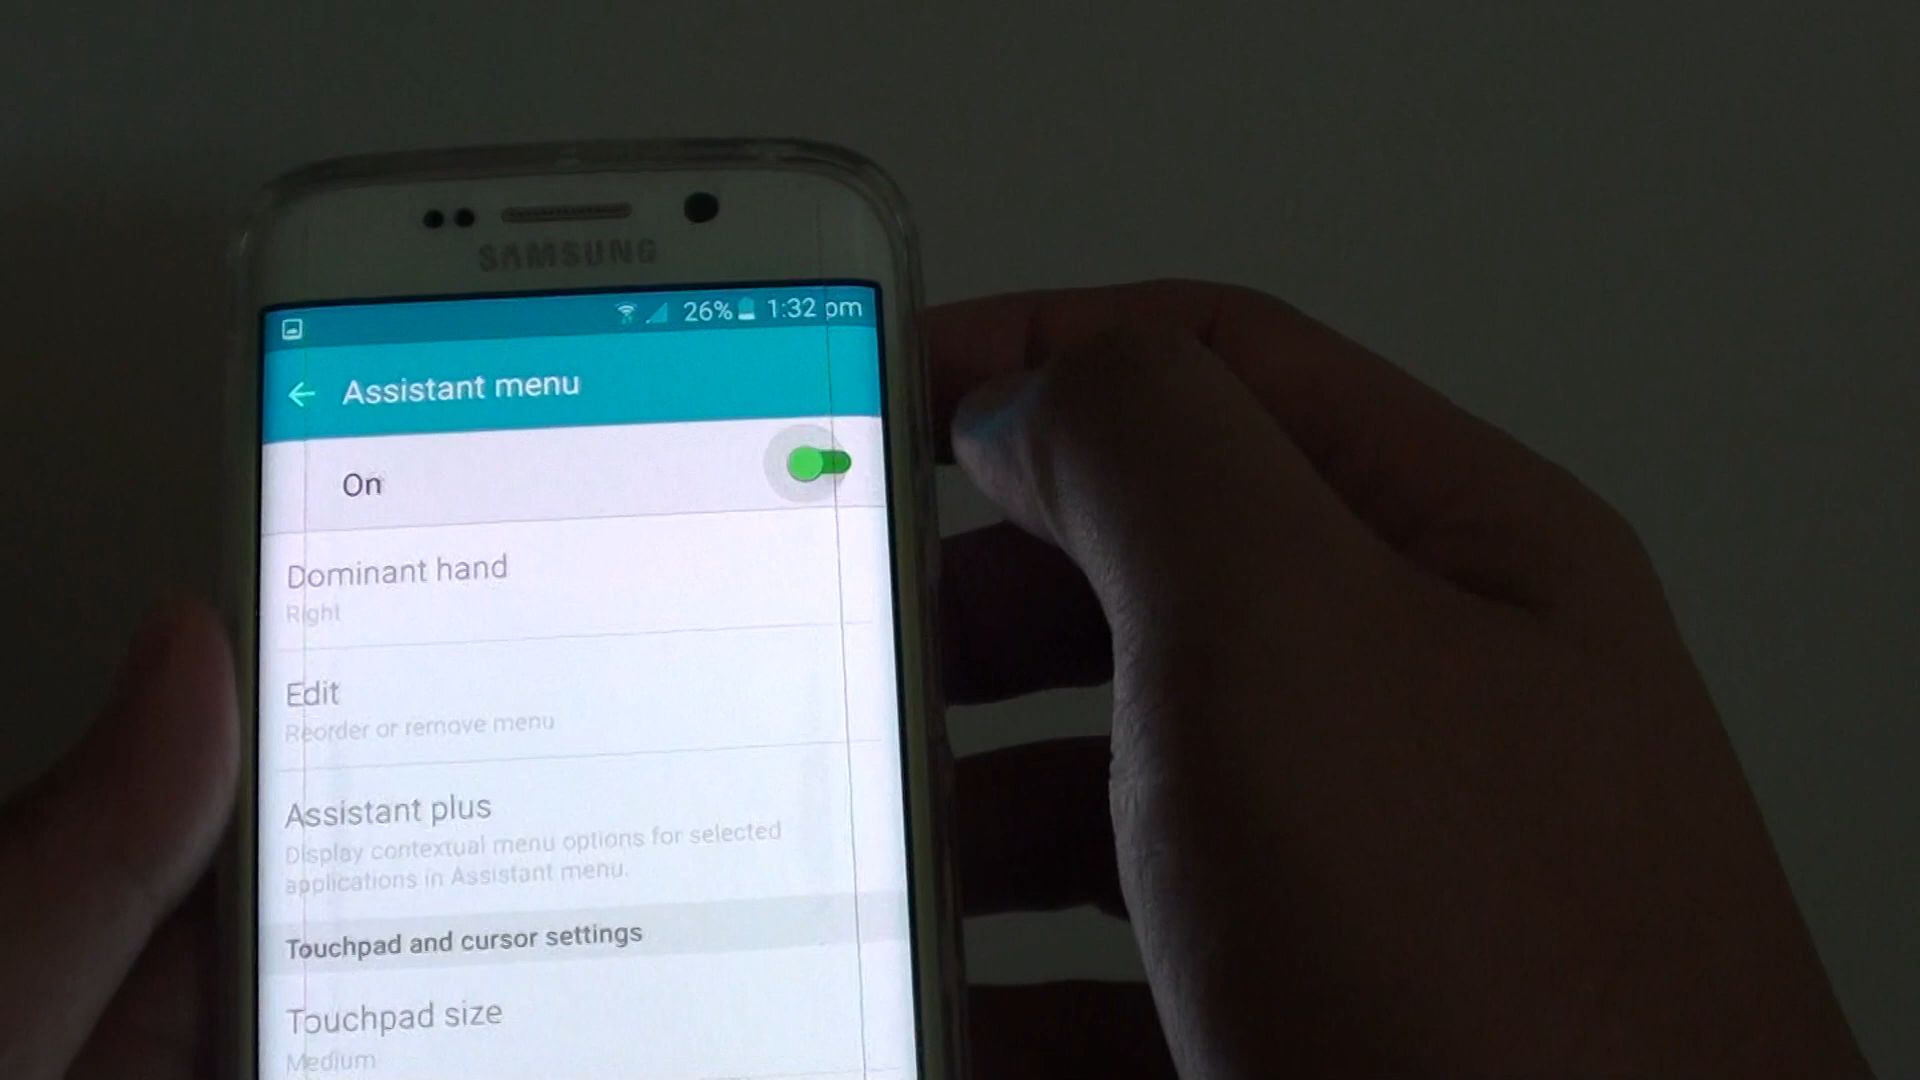 SAMSUNG
26% 1:32 pm
Assistant menu
On
Dominant hand
Right
Edit
Reorder or remove menu
Assistant plus
Display contextual menu options for selected
applications in Assistant menu.
Touchpad and cursor settings
Touchpad size
Medium